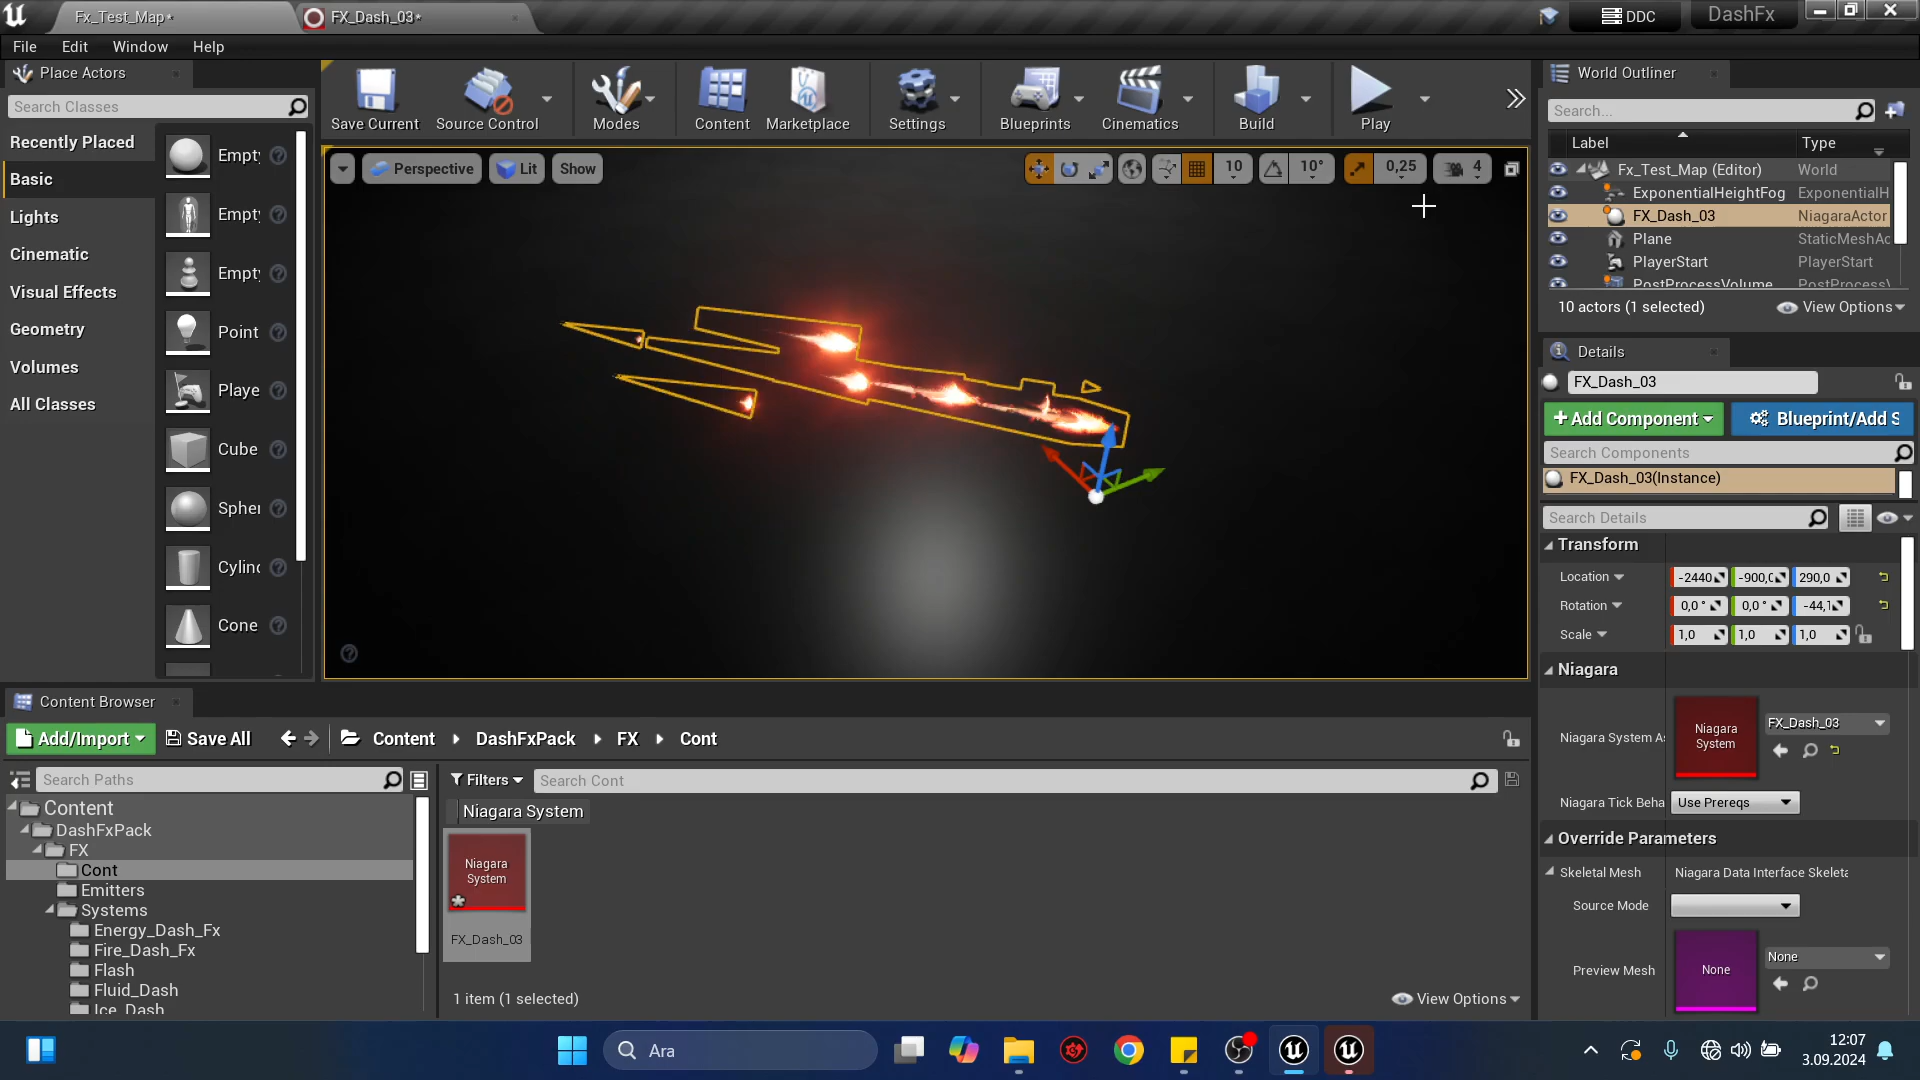 Fx_Test_Map*
FX_Dash_03*
DDC
DashFx
File Edit Window Help
Place Actors
Search Classes
Recently Placed
Basic
Lights
Cinematic
Visual Effects
Geometry
Volumes
All Classes
Empty
Empty
Empty
Point
Playe
Cube
Spher
Cylind
Cone
Save Current
Source Control
Modes
Content
Marketplace
Settings
Blueprints
Cinematics
Build
Play
Perspective
Lit
Show
10
10°
0,25
4
World Outliner
Search...
Label Type
Fx_Test_Map (Editor) World
ExponentialHeightFog ExponentialH
FX_Dash_03 NiagaraActor
Plane StaticMeshAc
PlayerStart PlayerStart
PostProcessVolume PostProcessV
10 actors (1 selected)
View Options
Details
FX_Dash_03
+Add Component
Blueprint/Add S
Search Components
FX_Dash_03(Instance)
Search Details
Transform
Location -2440 -900,0 290,0
Rotation 0,0 ° 0,0 ° -44,1
Scale 1,0 1,0 1,0
Niagara
Niagara System As
Niagara
System
FX_Dash_03
Niagara Tick Beha
Use Prereqs
Override Parameters
Skeletal Mesh
Niagara Data Interface Skeleta
Source Mode
Preview Mesh
None
None
Content Browser
Add/Import
Save All
Content
DashFxPack
FX
Cont
Search Paths
Filters
Search Cont
Content
DashFxPack
FX
Cont
Emitters
Systems
Energy_Dash_Fx
Fire_Dash_Fx
Flash
Fluid_Dash
Ice_Dash
Niagara System
Niagara
System
FX_Dash_03
1 item (1 selected)
View Options
Ara
12:07
3.09.2024